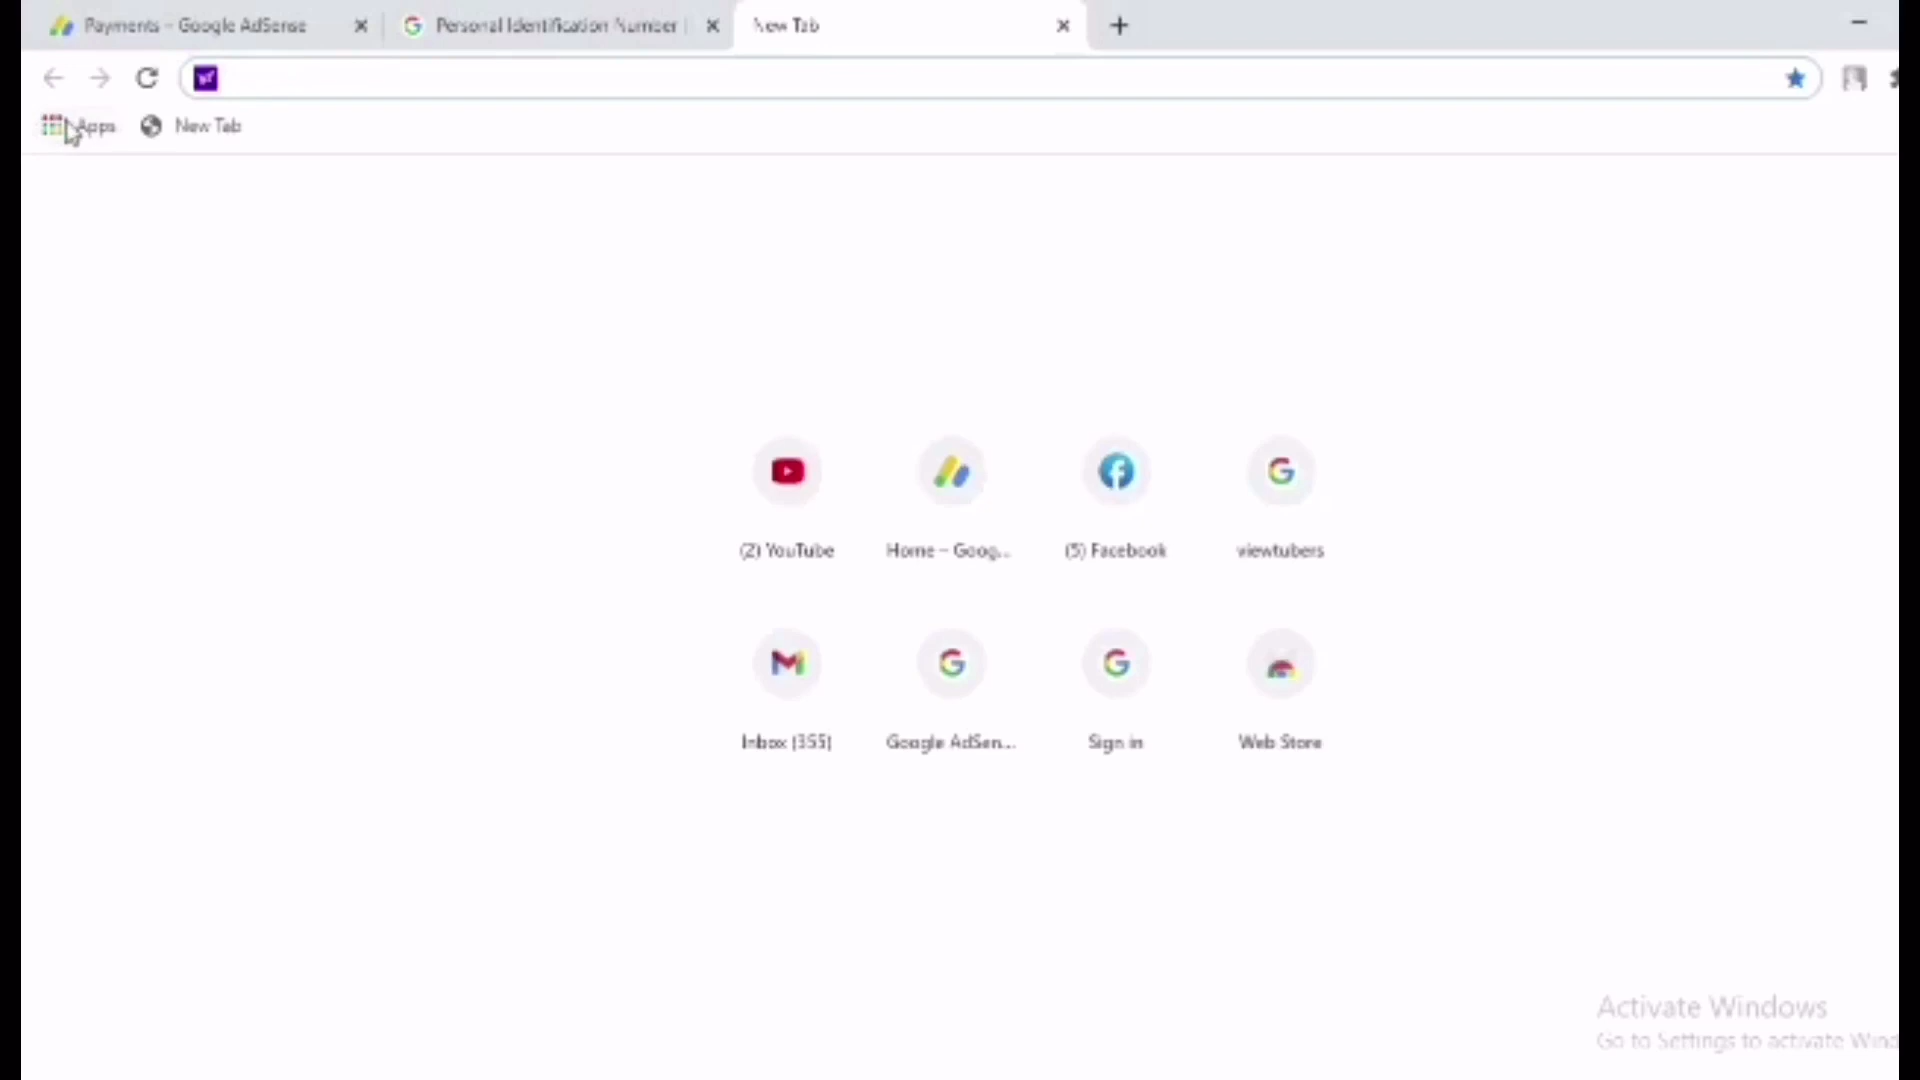 Payments – Google AdSense
Personal Identification Number
New Tab
Apps
New Tab
(2) YouTube
Home – Goog...
(5) Facebook
viewtubers
Inbox (355)
Google AdSen...
Sign in
Web Store
Activate Windows
Go to Settings to activate Wind